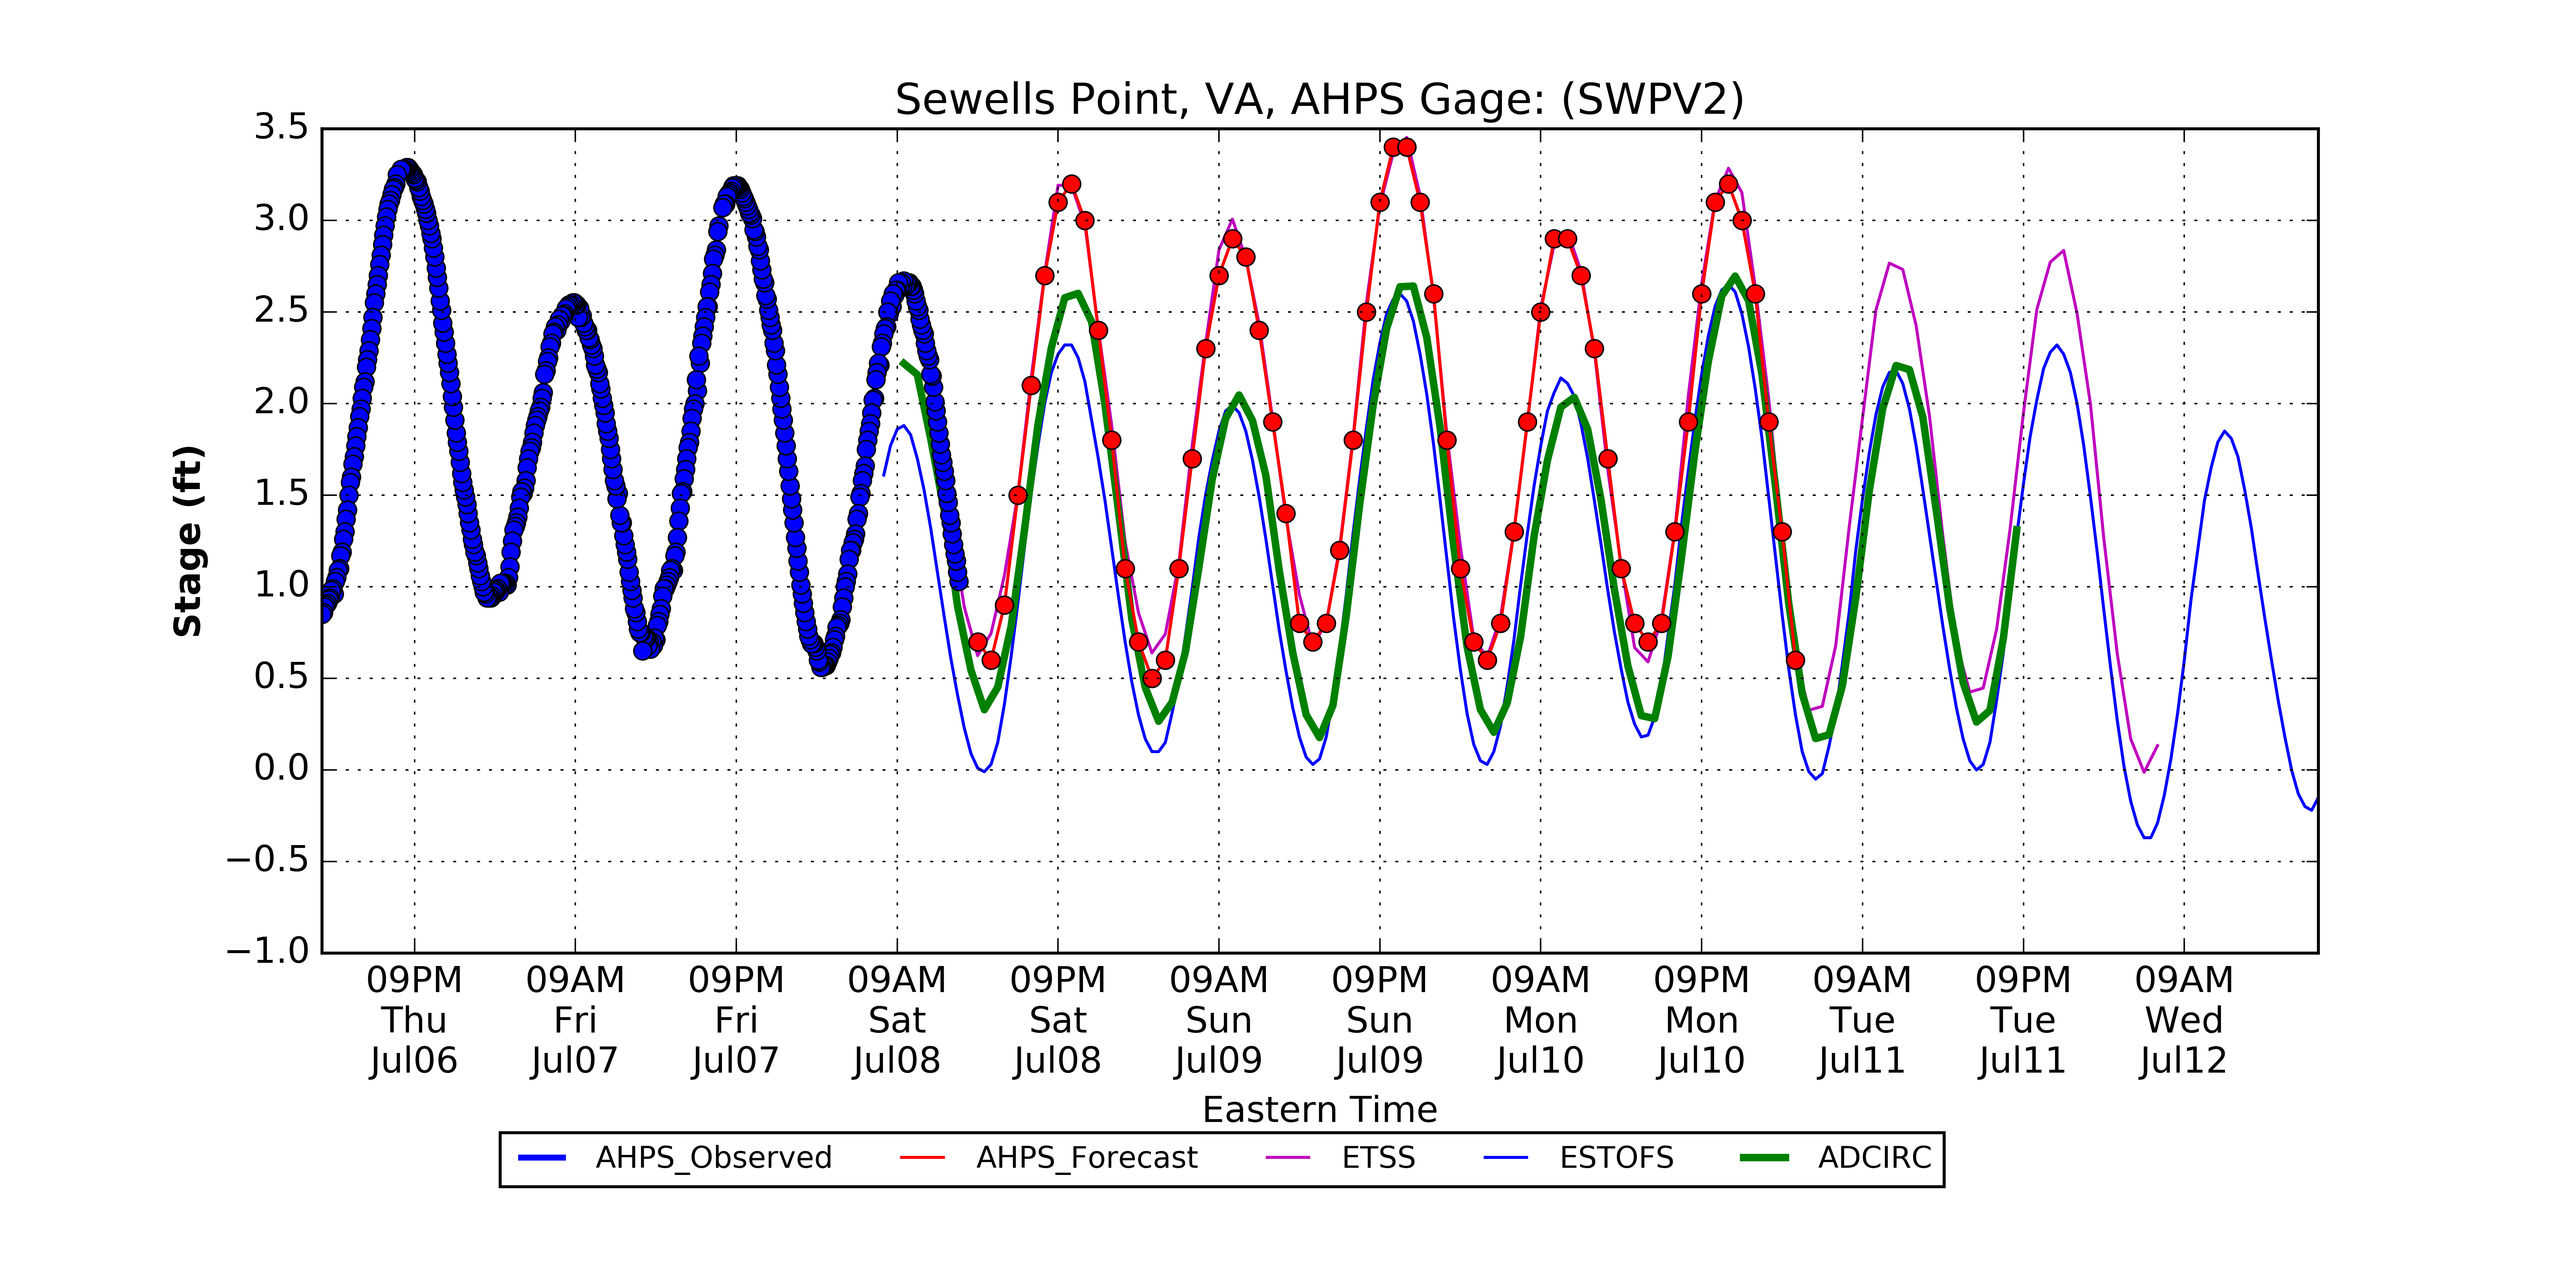 Sewells Point, VA, AHPS Gage: (SWPV2)
3.5
3.0
2.5
2.0
1.5
1.0
0.5
0.0
−0.5
−1.0
Stage (ft)
09PM 09AM 09PM 09AM 09PM 09AM 09PM 09AM 09PM 09AM 09PM 09AM
Thu Fri Fri Sat Sat Sun Sun Mon Mon Tue Tue Wed
Jul06 Jul07 Jul07 Jul08 Jul08 Jul09 Jul09 Jul10 Jul10 Jul11 Jul11 Jul12
Eastern Time
AHPS_Observed AHPS_Forecast ETSS ESTOFS ADCIRC